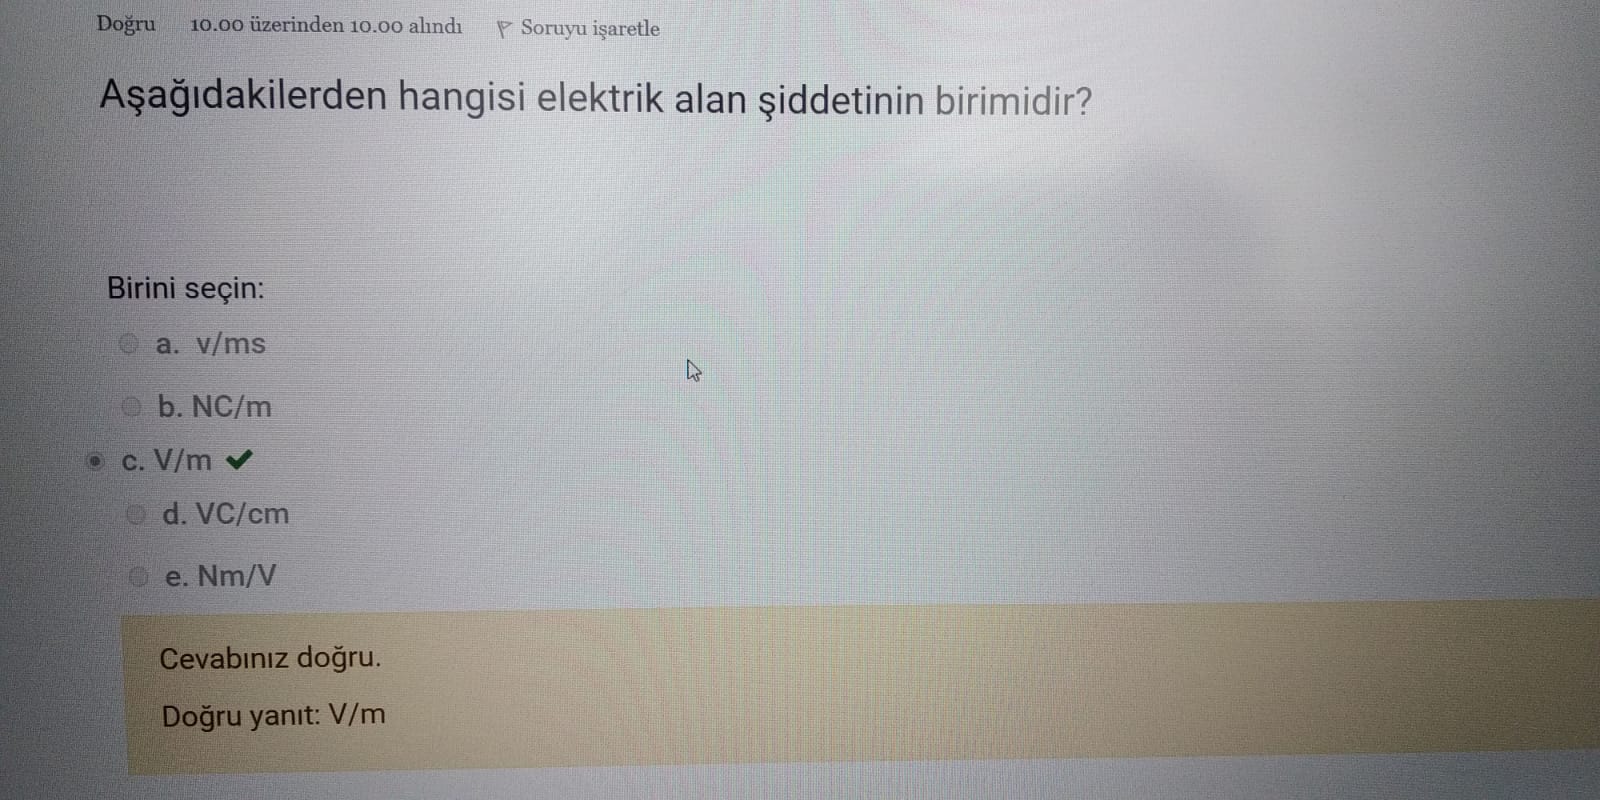 Doğru 10.00 üzerinden 10.00 alındı Soruyu işaretle
Aşağıdakilerden hangisi elektrik alan şiddetinin birimidir?
Birini seçin:
a. v/ms
b. NC/m
c. V/m
d. VC/cm
e. Nm/V
Cevabınız doğru.
Doğru yanıt: V/m